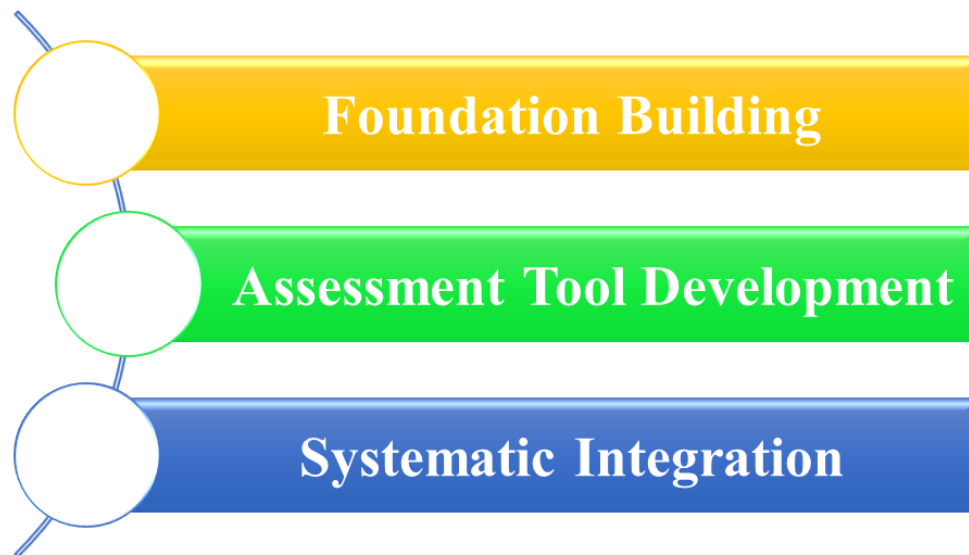 Foundation Building
Assessment Tool Development
Systematic Integration